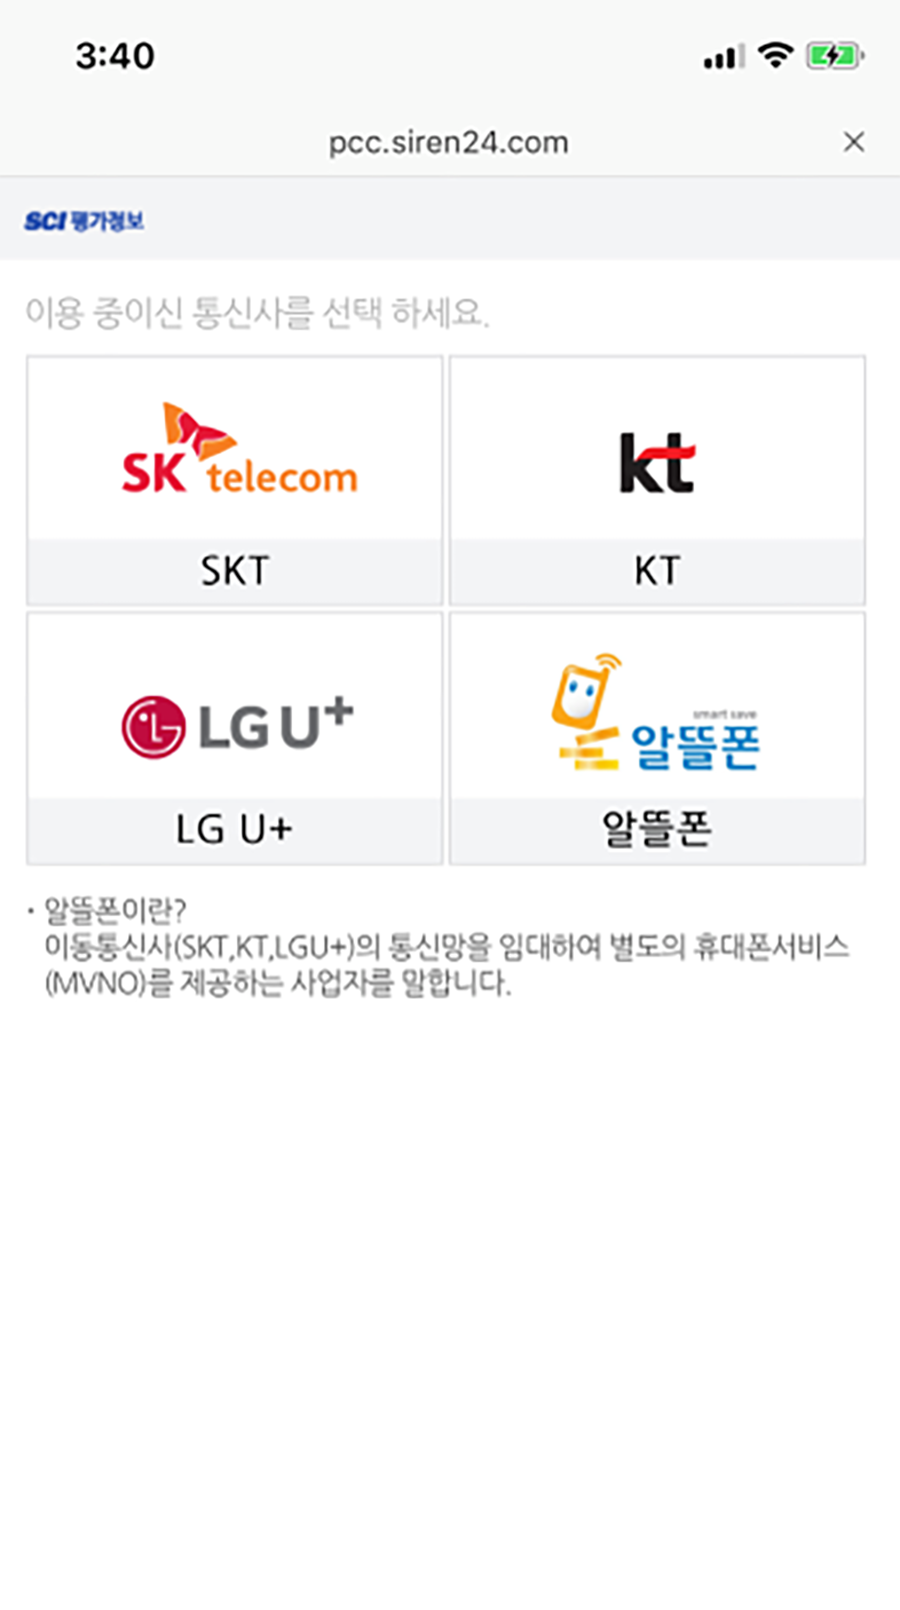 3:40
pcc.siren24.com
SCI 평가정보
이용 중이신 통신사를 선택 하세요.
SK telecom
kt
SKT
KT
LG U+
smart save
알뜰폰
LG U+
알뜰폰
· 알뜰폰이란?
이동통신사(SKT,KT,LGU+)의 통신망을 임대하여 별도의 휴대폰서비스
(MVNO)를 제공하는 사업자를 말합니다.